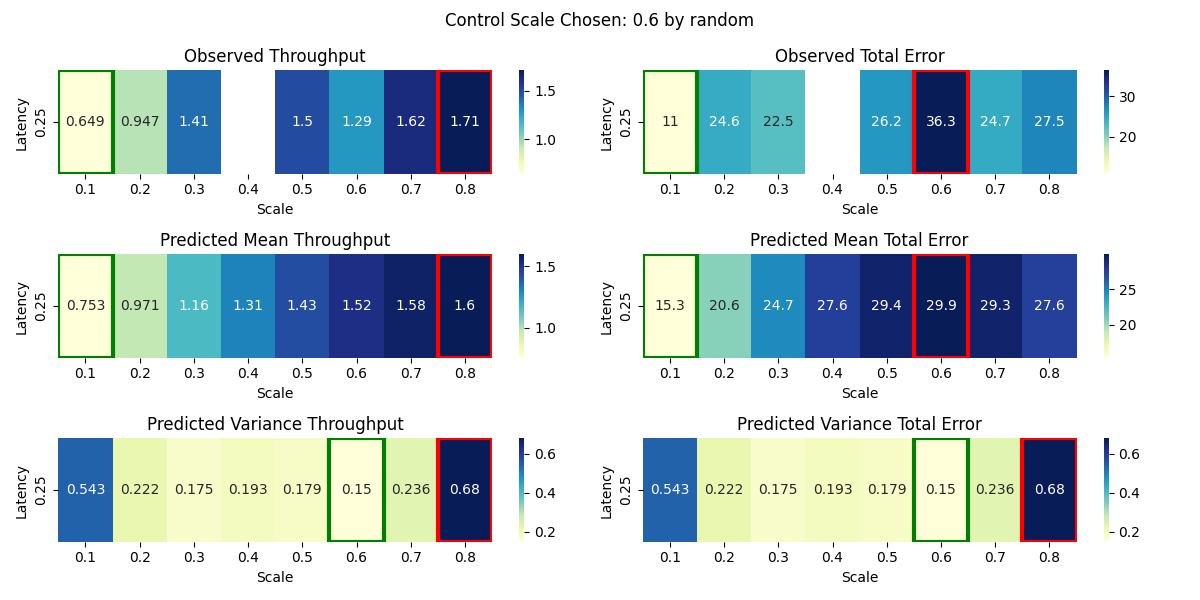 Control Scale Chosen: 0.6 by random
Observed Throughput
Latency
0.25
0.649 0.947 1.41 1.5 1.29 1.62 1.71
1.5
1.0
0.1 0.2 0.3 0.4 0.5 0.6 0.7 0.8
Scale
Observed Total Error
Latency
0.25
11 24.6 22.5 26.2 36.3 24.7 27.5
30
20
0.1 0.2 0.3 0.4 0.5 0.6 0.7 0.8
Scale
Predicted Mean Throughput
Latency
0.25
0.753 0.971 1.16 1.31 1.43 1.52 1.58 1.6
1.5
1.0
0.1 0.2 0.3 0.4 0.5 0.6 0.7 0.8
Scale
Predicted Mean Total Error
Latency
0.25
15.3 20.6 24.7 27.6 29.4 29.9 29.3 27.6
25
20
0.1 0.2 0.3 0.4 0.5 0.6 0.7 0.8
Scale
Predicted Variance Throughput
Latency
0.25
0.543 0.222 0.175 0.193 0.179 0.15 0.236 0.68
0.6
0.4
0.2
0.1 0.2 0.3 0.4 0.5 0.6 0.7 0.8
Scale
Predicted Variance Total Error
Latency
0.25
0.543 0.222 0.175 0.193 0.179 0.15 0.236 0.68
0.6
0.4
0.2
0.1 0.2 0.3 0.4 0.5 0.6 0.7 0.8
Scale